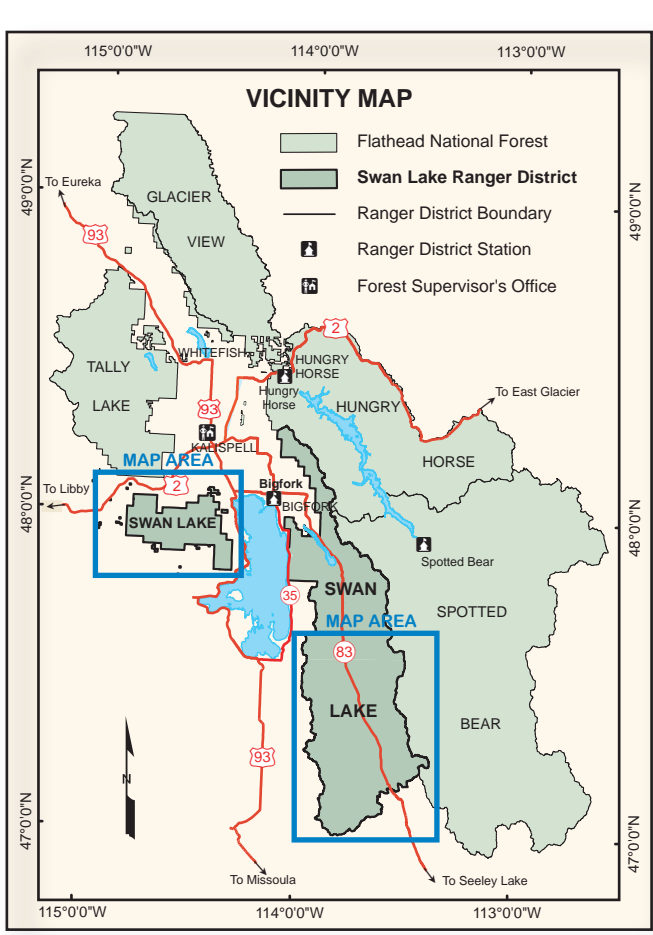 115°0'0"W 114°0'0"W 113°0'0"W
VICINITY MAP
Flathead National Forest
Swan Lake Ranger District
Ranger District Boundary
Ranger District Station
Forest Supervisor's Office
49°0'0"N
49°0'0"N
To Eureka
93
GLACIER
VIEW
2
WHITEFISH
TALLY
LAKE
HUNGRY
HORSE
Hungry
Horse
To East Glacier
HUNGRY
HORSE
93
KALISPELL
MAP AREA
To Libby
2
48°0'0"N
48°0'0"N
SWAN LAKE
Bigfork
BIGFORK
Spotted Bear
SWAN
35
SPOTTED
BEAR
MAP AREA
83
LAKE
93
N
47°0'0"N
47°0'0"N
To Missoula
To Seeley Lake
115°0'0"W 114°0'0"W 113°0'0"W